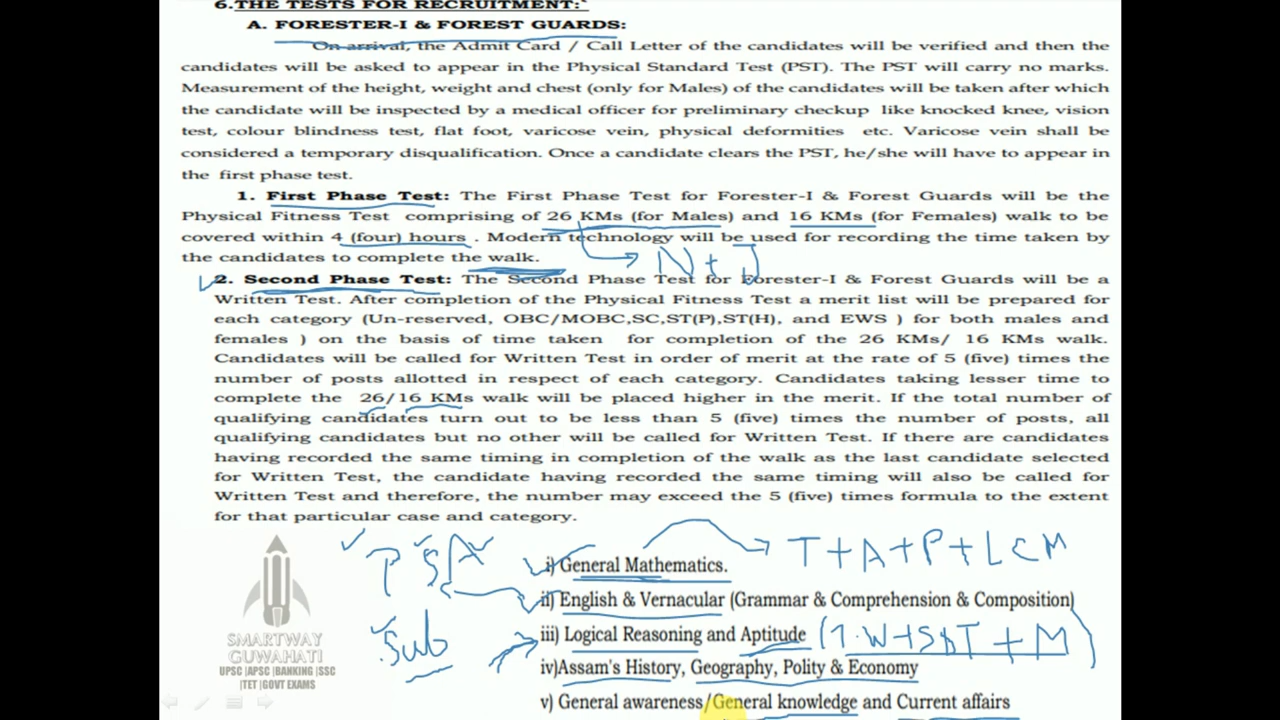 6.THE TESTS FOR RECRUITMENT:
A. FORESTER-I & FOREST GUARDS:
On arrival, the Admit Card / Call Letter of the candidates will be verified and then the
candidates will be asked to appear in the Physical Standard Test (PST). The PST will carry no marks.
Measurement of the height, weight and chest (only for Males) of the candidates will be taken after which
the candidate will be inspected by a medical officer for preliminary checkup like knocked knee, vision
test, colour blindness test, flat foot, varicose vein, physical deformities etc. Varicose vein shall be
considered a temporary disqualification. Once a candidate clears the PST, he/she will have to appear in
the first phase test.
1. First Phase Test: The First Phase Test for Forester-I & Forest Guards will be the
Physical Fitness Test comprising of 26 KMs (for Males) and 16 KMs (for Females) walk to be
covered within 4 (four) hours . Modern technology will be used for recording the time taken by
the candidates to complete the walk.
N + J
2. Second Phase Test: The Second Phase Test for Forester-I & Forest Guards will be a
Written Test. After completion of the Physical Fitness Test a merit list will be prepared for
each category (Un-reserved, OBC/MOBC,SC,ST(P),ST(H), and EWS ) for both males and
females ) on the basis of time taken for completion of the 26 KMs/ 16 KMs walk.
Candidates will be called for Written Test in order of merit at the rate of 5 (five) times the
number of posts allotted in respect of each category. Candidates taking lesser time to
complete the 26/16 KMs walk will be placed higher in the merit. If the total number of
qualifying candidates turn out to be less than 5 (five) times the number of posts, all
qualifying candidates but no other will be called for Written Test. If there are candidates
having recorded the same timing in completion of the walk as the last candidate selected
for Written Test, the candidate having recorded the same timing will also be called for
Written Test and therefore, the number may exceed the 5 (five) times formula to the extent
for that particular case and category.
T + A + P + LCM
P S A
i) General Mathematics.
ii) English & Vernacular (Grammar & Comprehension & Composition)
Sub
iii) Logical Reasoning and Aptitude
iv)Assam's History, Geography, Polity & Economy
v) General awareness/General knowledge and Current affairs
SMARTWAY
GUWAHATI
UPSC |APSC |BANKING |SSC
|TET |GOVT EXAMS